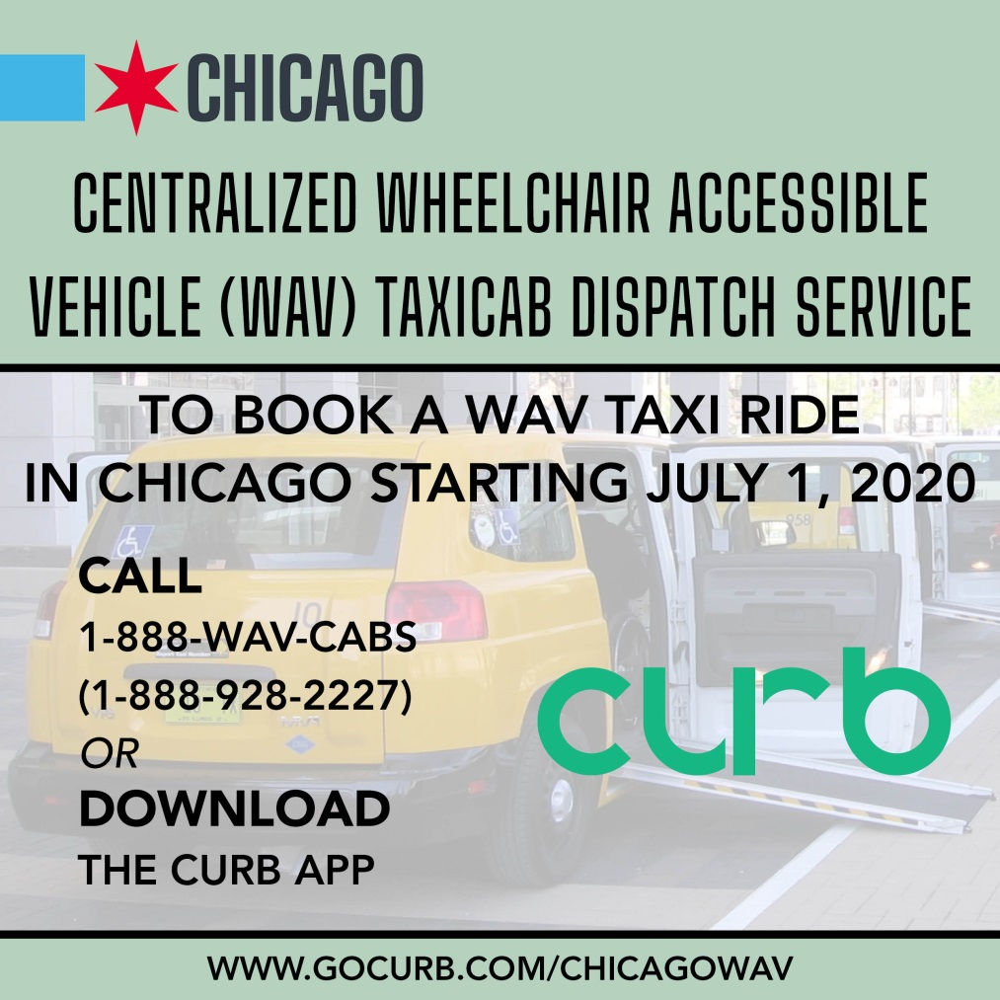 CHICAGO
CENTRALIZED WHEELCHAIR ACCESSIBLE
VEHICLE (WAV) TAXICAB DISPATCH SERVICE
TO BOOK A WAV TAXI RIDE
IN CHICAGO STARTING JULY 1, 2020
958
CALL
10
1-888-WAV-CABS
(1-888-928-2227)
OR
DOWNLOAD
THE CURB APP
curb
WWW.GOCURB.COM/CHICAGOWAV